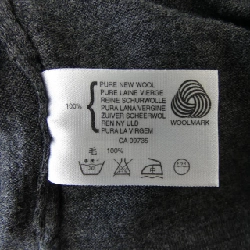 PURE NEW WOOL
PURE LAINE VIERGE
REINE SCHURWOLLE
100% { PURA LANA VERGINE
ZUIVER SCHEERWOL
REN NY ULD
PURA LA VIRGEM
WOOLMARK
CA 00736
毛 100%